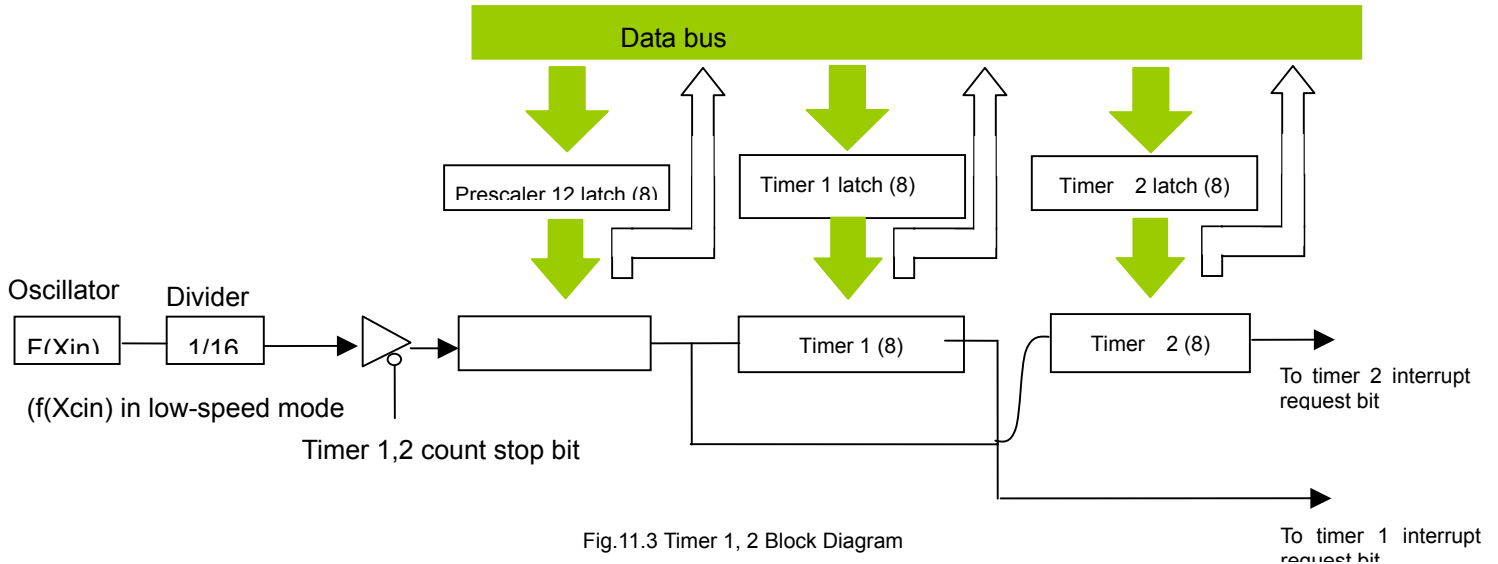 Data bus
Prescaler 12 latch (8)
Timer 1 latch (8)
Timer 2 latch (8)
Oscillator
Divider
F(Xin)
1/16
Timer 1 (8)
Timer 2 (8)
To timer 2 interrupt
request bit
(f(Xcin) in low-speed mode
Timer 1,2 count stop bit
To timer 1 interrupt
request bit
Fig.11.3 Timer 1, 2 Block Diagram